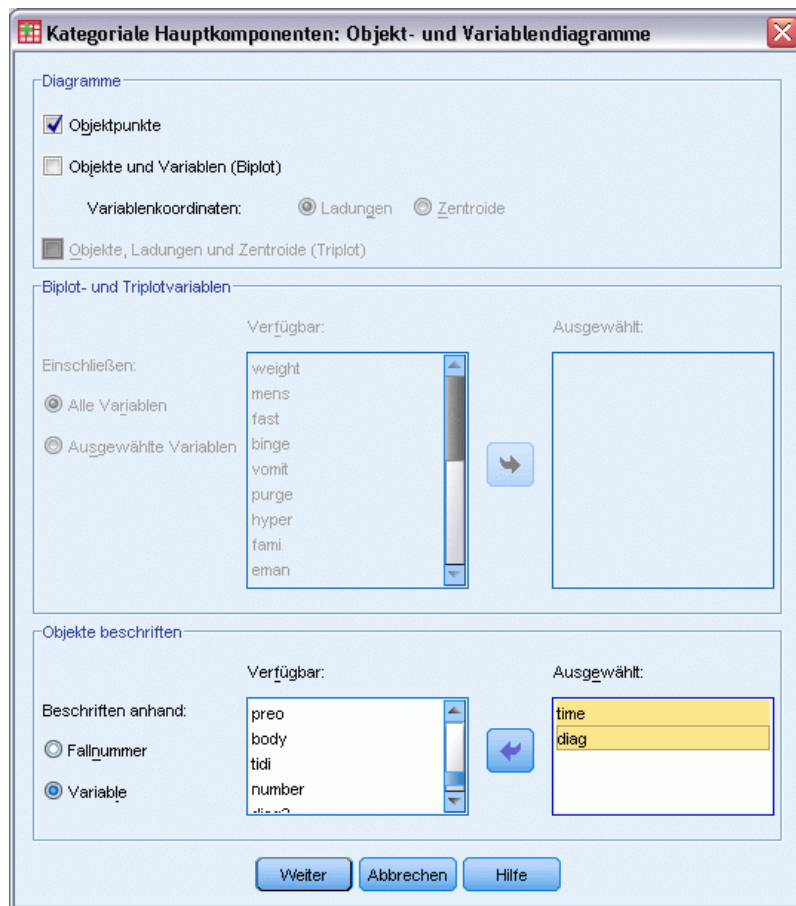 Kategoriale Hauptkomponenten: Objekt- und Variablendiagramme
Diagramme
Objektpunkte
Objekte und Variablen (Biplot)
Variablenkoordinaten: Ladungen Zentroide
Objekte, Ladungen und Zentroide (Triplot)
Biplot- und Triplotvariablen
Verfügbar: Ausgewählt:
Einschließen:
Alle Variablen
Ausgewählte Variablen
weight
mens
fast
binge
vomit
purge
hyper
fami
eman
Objekte beschriften
Verfügbar: Ausgewählt:
Beschriften anhand:
Fallnummer
Variable
preo
body
tidi
number
time
diag
Weiter Abbrechen Hilfe